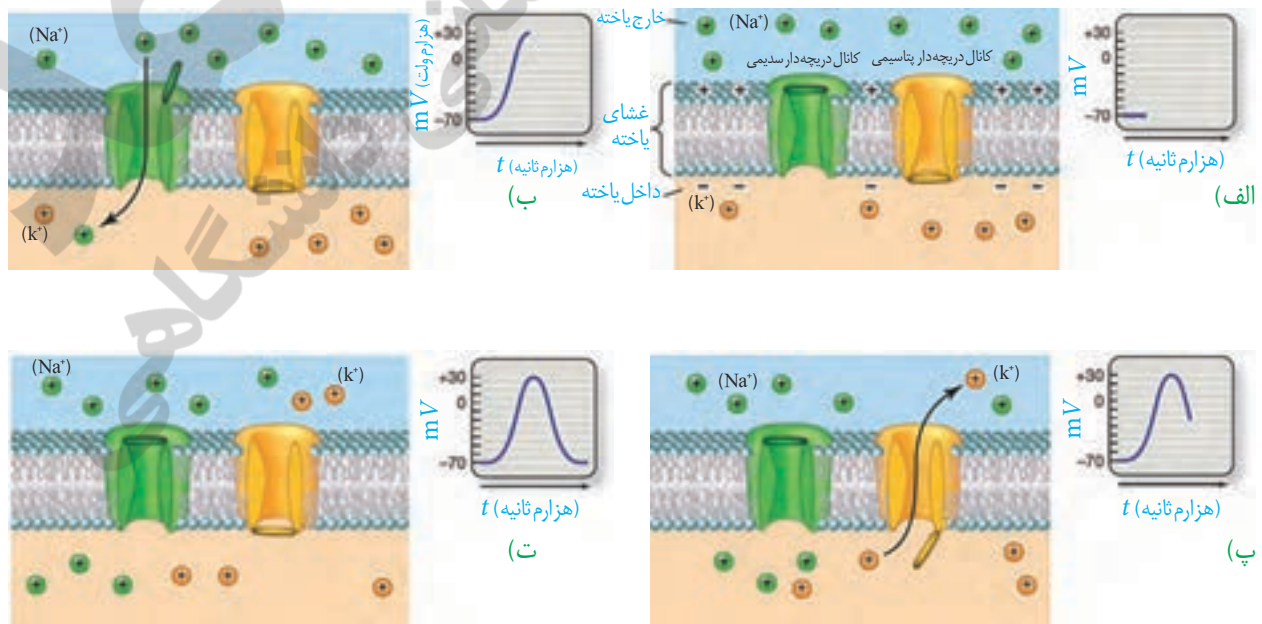 خارج یاخته
(Na⁺)
کانال دریچه‌دار سدیمی
کانال دریچه‌دار پتاسیمی
غشای
یاخته
داخل یاخته
(k⁺)
+30
0
-70
mV
t (هزارم ثانیه)
الف)
(Na⁺)
(k⁺)
+30
0
-70
mV (هزارم ولت)
t (هزارم ثانیه)
ب)
(Na⁺)
(k⁺)
+30
0
-70
mV
t (هزارم ثانیه)
پ)
(Na⁺)
(k⁺)
+30
0
-70
mV
t (هزارم ثانیه)
ت)